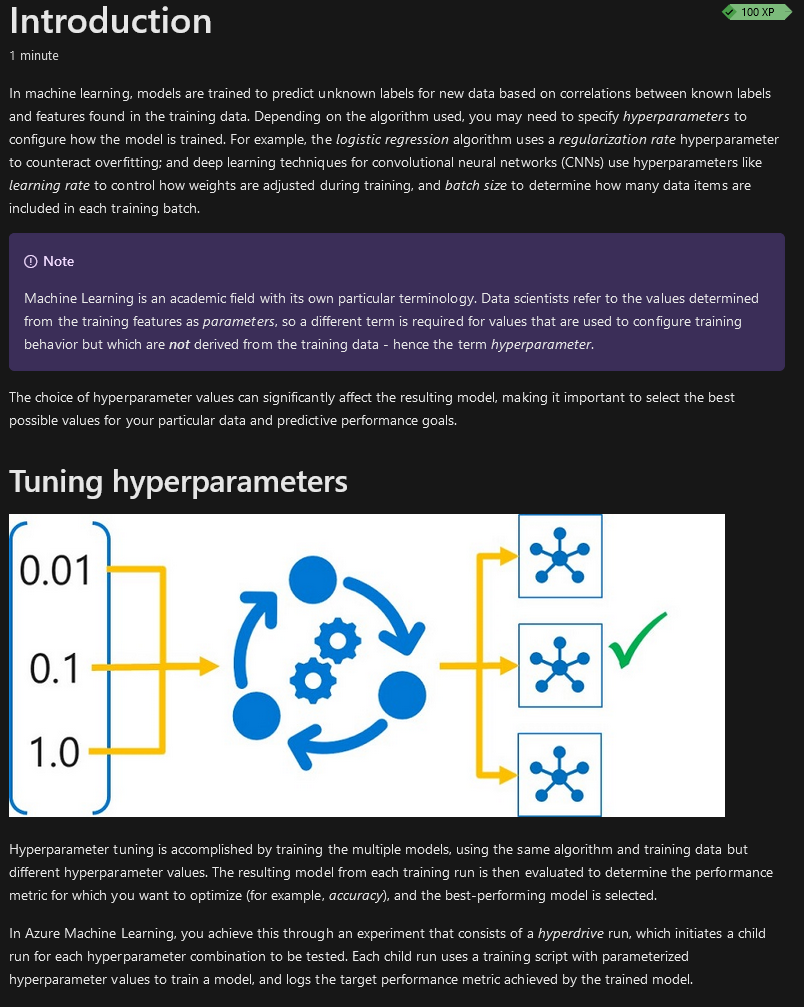 Introduction
100 XP
1 minute
In machine learning, models are trained to predict unknown labels for new data based on correlations between known labels
and features found in the training data. Depending on the algorithm used, you may need to specify hyperparameters to
configure how the model is trained. For example, the logistic regression algorithm uses a regularization rate hyperparameter
to counteract overfitting; and deep learning techniques for convolutional neural networks (CNNs) use hyperparameters like
learning rate to control how weights are adjusted during training, and batch size to determine how many data items are
included in each training batch.
Note
Machine Learning is an academic field with its own particular terminology. Data scientists refer to the values determined
from the training features as parameters, so a different term is required for values that are used to configure training
behavior but which are not derived from the training data - hence the term hyperparameter.
The choice of hyperparameter values can significantly affect the resulting model, making it important to select the best
possible values for your particular data and predictive performance goals.
Tuning hyperparameters
0.01
0.1
1.0
Hyperparameter tuning is accomplished by training the multiple models, using the same algorithm and training data but
different hyperparameter values. The resulting model from each training run is then evaluated to determine the performance
metric for which you want to optimize (for example, accuracy), and the best-performing model is selected.
In Azure Machine Learning, you achieve this through an experiment that consists of a hyperdrive run, which initiates a child
run for each hyperparameter combination to be tested. Each child run uses a training script with parameterized
hyperparameter values to train a model, and logs the target performance metric achieved by the trained model.